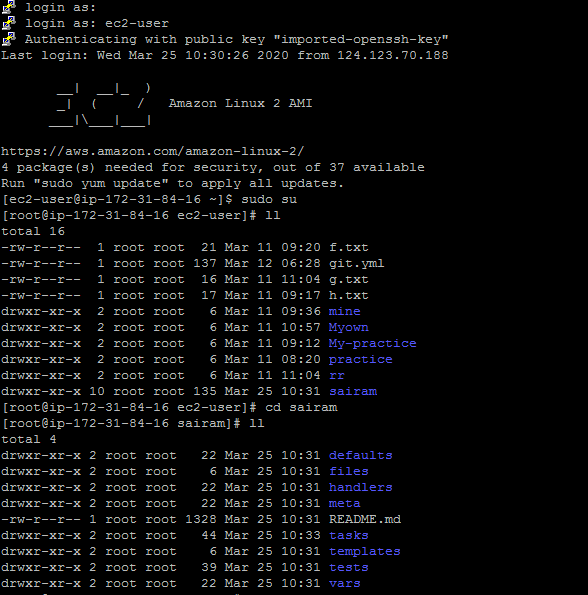 login as:
login as: ec2-user
Authenticating with public key "imported-openssh-key"
Last login: Wed Mar 25 10:30:26 2020 from 124.123.70.188
       __|  __|_  )
       _|  (     /   Amazon Linux 2 AMI
      ___|\___|___|
https://aws.amazon.com/amazon-linux-2/
4 package(s) needed for security, out of 37 available
Run "sudo yum update" to apply all updates.
[ec2-user@ip-172-31-84-16 ~]$ sudo su
[root@ip-172-31-84-16 ec2-user]# ll
total 16
-rw-r--r--  1 root root  21 Mar 11 09:20 f.txt
-rw-r--r--  1 root root 137 Mar 12 06:28 git.yml
-rw-r--r--  1 root root  16 Mar 11 11:04 g.txt
-rw-r--r--  1 root root  17 Mar 11 09:17 h.txt
drwxr-xr-x  2 root root   6 Mar 11 09:36 mine
drwxr-xr-x  2 root root   6 Mar 11 10:57 Myown
drwxr-xr-x  2 root root   6 Mar 11 09:12 My-practice
drwxr-xr-x  2 root root   6 Mar 11 08:20 practice
drwxr-xr-x  2 root root   6 Mar 11 11:04 rr
drwxr-xr-x 10 root root 135 Mar 25 10:31 sairam
[root@ip-172-31-84-16 ec2-user]# cd sairam
[root@ip-172-31-84-16 sairam]# ll
total 4
drwxr-xr-x 2 root root   22 Mar 25 10:31 defaults
drwxr-xr-x 2 root root    6 Mar 25 10:31 files
drwxr-xr-x 2 root root   22 Mar 25 10:31 handlers
drwxr-xr-x 2 root root   22 Mar 25 10:31 meta
-rw-r--r-- 1 root root 1328 Mar 25 10:31 README.md
drwxr-xr-x 2 root root   44 Mar 25 10:33 tasks
drwxr-xr-x 2 root root    6 Mar 25 10:31 templates
drwxr-xr-x 2 root root   39 Mar 25 10:31 tests
drwxr-xr-x 2 root root   22 Mar 25 10:31 vars